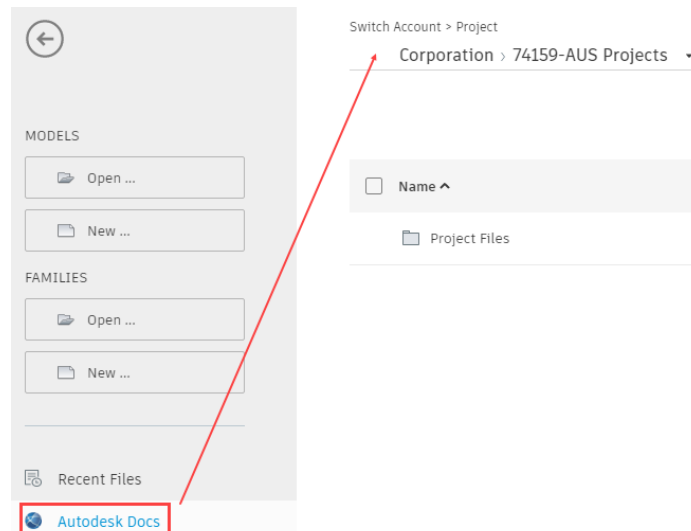 Switch Account > Project
Corporation › 74159-AUS Projects
MODELS
Open ...
New ...
FAMILIES
Open ...
New ...
Recent Files
Autodesk Docs
Name
Project Files